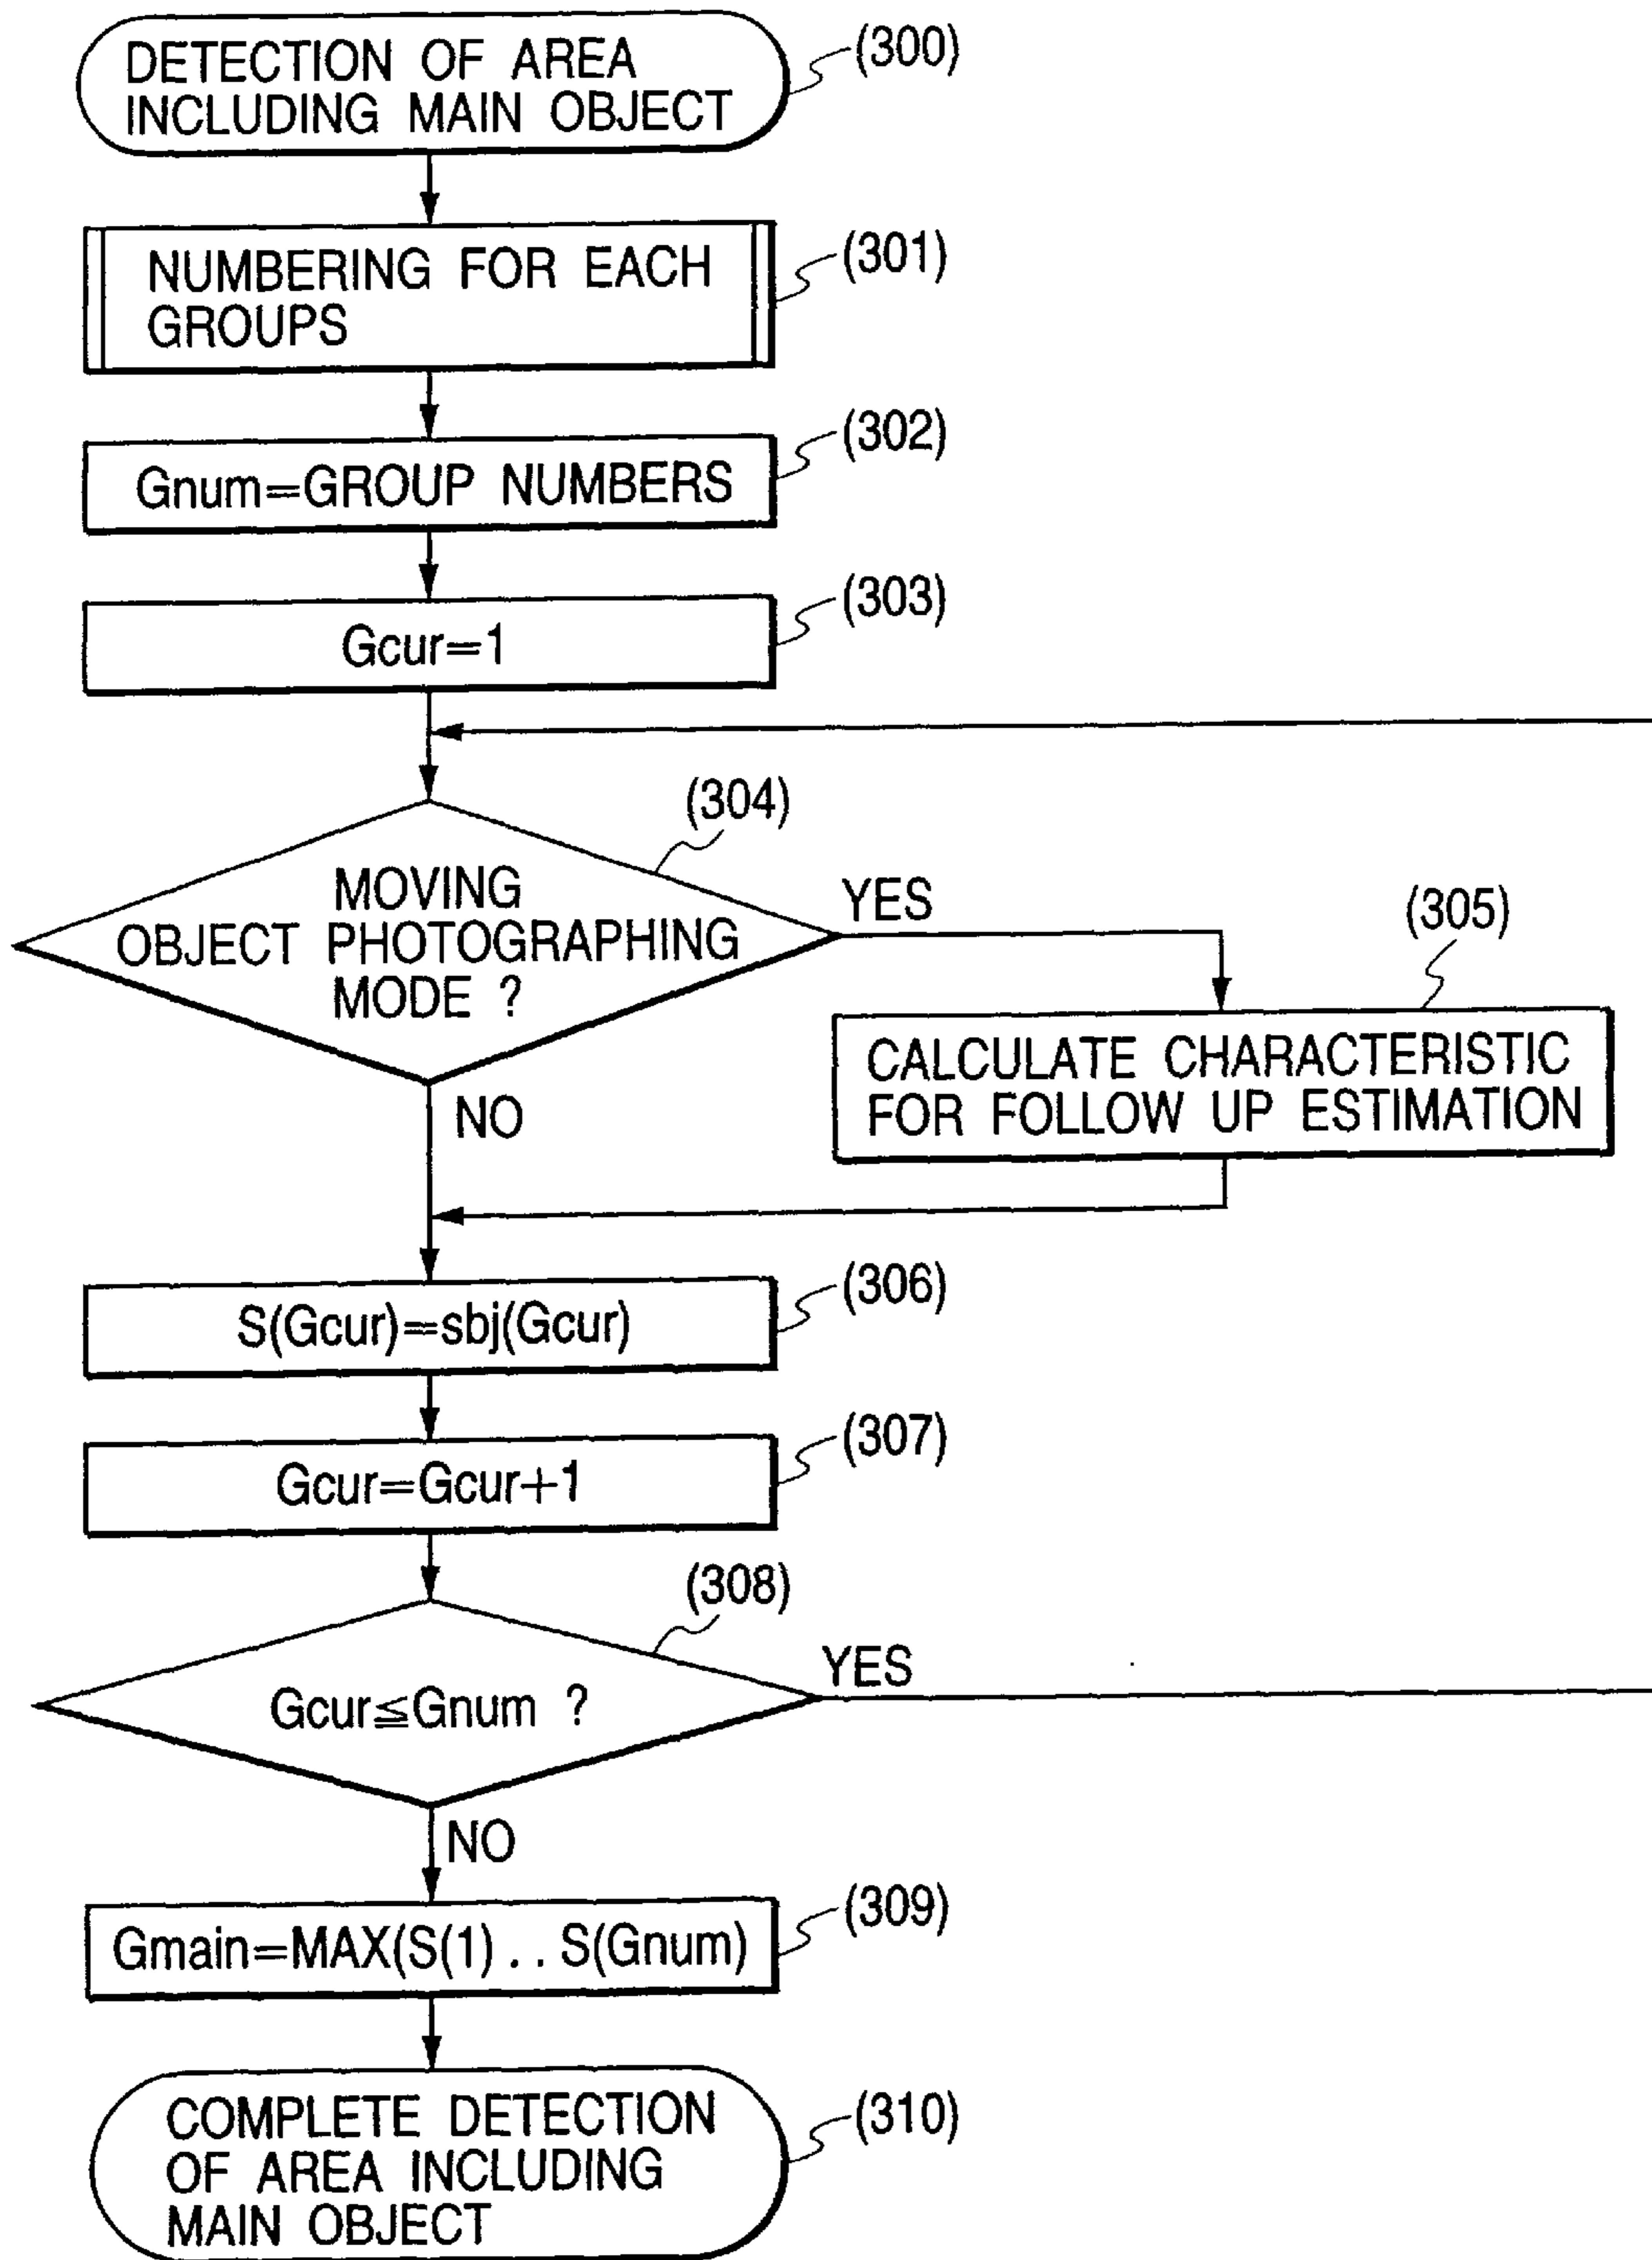 DETECTION OF AREA
INCLUDING MAIN OBJECT
(300)
NUMBERING FOR EACH
GROUPS
(301)
Gnum=GROUP NUMBERS
(302)
Gcur=1
(303)
(304)
MOVING
OBJECT PHOTOGRAPHING
MODE ?
YES
NO
(305)
CALCULATE CHARACTERISTIC
FOR FOLLOW UP ESTIMATION
S(Gcur)=sbj(Gcur)
(306)
Gcur=Gcur+1
(307)
(308)
Gcur≦Gnum ?
YES
NO
Gmain=MAX(S(1) . . S(Gnum)
(309)
COMPLETE DETECTION
OF AREA INCLUDING
MAIN OBJECT
(310)